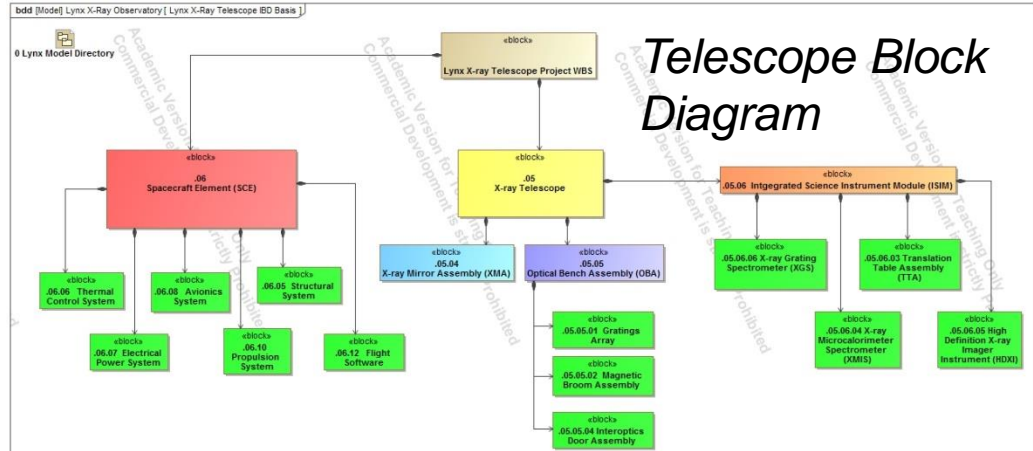 bdd [Model] Lynx X-Ray Observatory [ Lynx X-Ray Telescope IBD Basis ]
0 Lynx Model Directory
Telescope Block
Diagram
«block»
Lynx X-ray Telescope Project WBS
«block»
.06
Spacecraft Element (SCE)
«block»
.05
X-ray Telescope
«block»
.05.06 Intgegrated Science Instrument Module (ISIM)
«block»
.05.04
X-ray Mirror Assembly (XMA)
«block»
.05.05
Optical Bench Assembly (OBA)
«block»
.05.06.06 X-ray Grating
Spectrometer (XGS)
«block»
.05.06.03 Translation
Table Assembly
(TTA)
«block»
.06.06 Thermal
Control System
«block»
.06.08 Avionics
System
«block»
.06.05 Structural
System
«block»
.06.07 Electrical
Power System
«block»
.06.10
Propulsion
System
«block»
.06.12 Flight
Software
«block»
.05.05.01 Gratings
Array
«block»
.05.05.02 Magnetic
Broom Assembly
«block»
.05.05.04 Interoptics
Door Assembly
«block»
.05.06.04 X-ray
Microcalorimeter
Spectrometer
(XMIS)
«block»
.05.06.05 High
Definition X-ray
Imager
Instrument (HDXI)